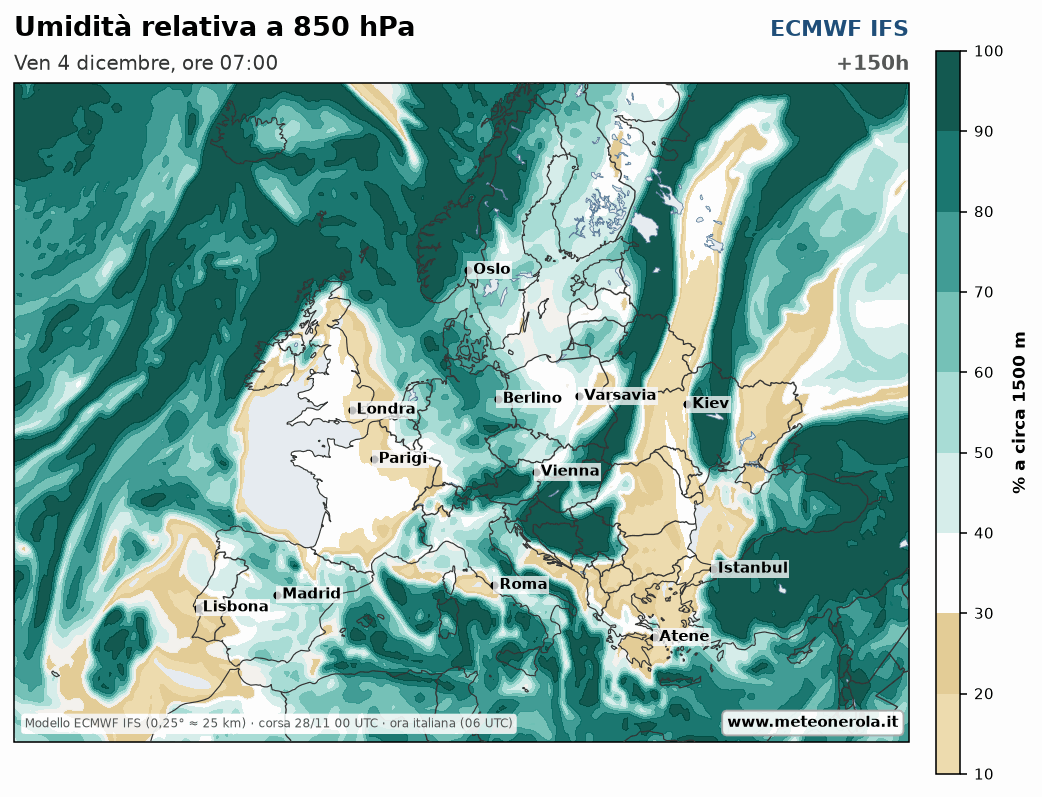 Umidità relativa a 850 hPa
ECMWF IFS
Ven 4 dicembre, ore 07:00
+150h
100
90
80
70
60
50
40
30
20
10
% a circa 1500 m
Oslo
Berlino
Varsavia
Kiev
Londra
Parigi
Vienna
Istanbul
Roma
Madrid
Lisbona
Atene
Modello ECMWF IFS (0,25° ≈ 25 km) · corsa 28/11 00 UTC · ora italiana (06 UTC)
www.meteonerola.it